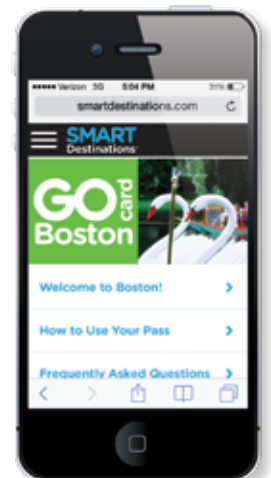 Verizon 3G 5:04 PM 31%
smartdestinations.com
SMART
Destinations
GO card
Boston
Welcome to Boston!
How to Use Your Pass
Frequently Asked Questions